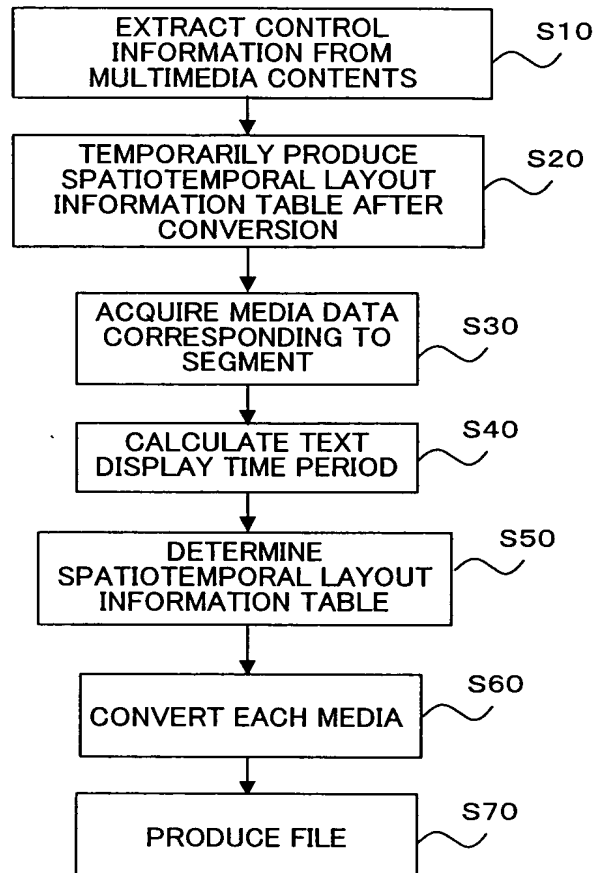 EXTRACT CONTROL
INFORMATION FROM
MULTIMEDIA CONTENTS
S10
TEMPORARILY PRODUCE
SPATIOTEMPORAL LAYOUT
INFORMATION TABLE AFTER
CONVERSION
S20
ACQUIRE MEDIA DATA
CORRESPONDING TO
SEGMENT
S30
CALCULATE TEXT
DISPLAY TIME PERIOD
S40
DETERMINE
SPATIOTEMPORAL LAYOUT
INFORMATION TABLE
S50
CONVERT EACH MEDIA
S60
PRODUCE FILE
S70